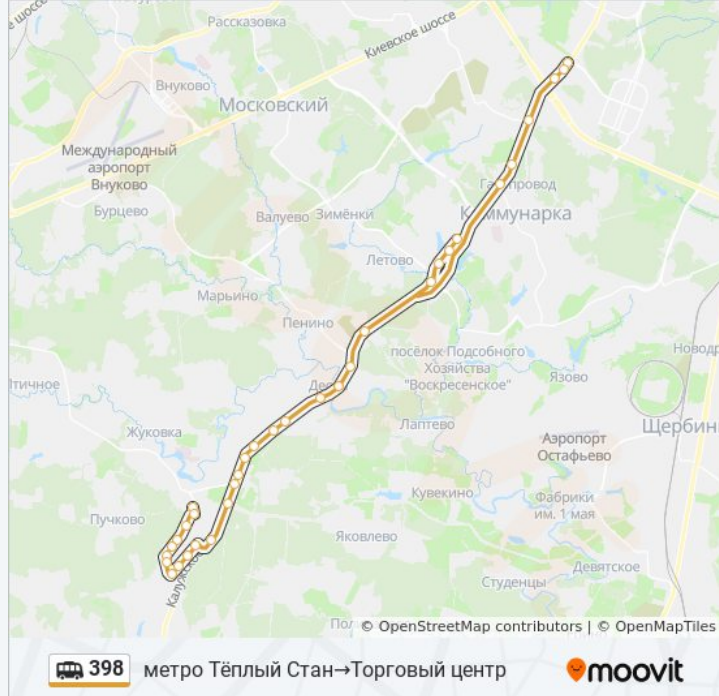 о шоссе
Рассказовка
Киевское шоссе
Внуково
Московский
Международный
аэропорт
Внуково
Газопровод
Бурцево
Валуево
Зимёнки
Коммунарка
Летово
Марьино
Пенино
посёлок Подсобного
Хозяйства
"Воскресенское"
Новодр
Птичное
Язово
Лаптево
Щербин
Жуковка
Аэропорт
Остафьево
Кувекино
Фабрики
им. 1 мая
Пучково
Яковлево
Девятское
Студенцы
Калужско
© OpenStreetMap contributors | © OpenMapTiles
398 метро Тёплый Стан→Торговый центр
moovit